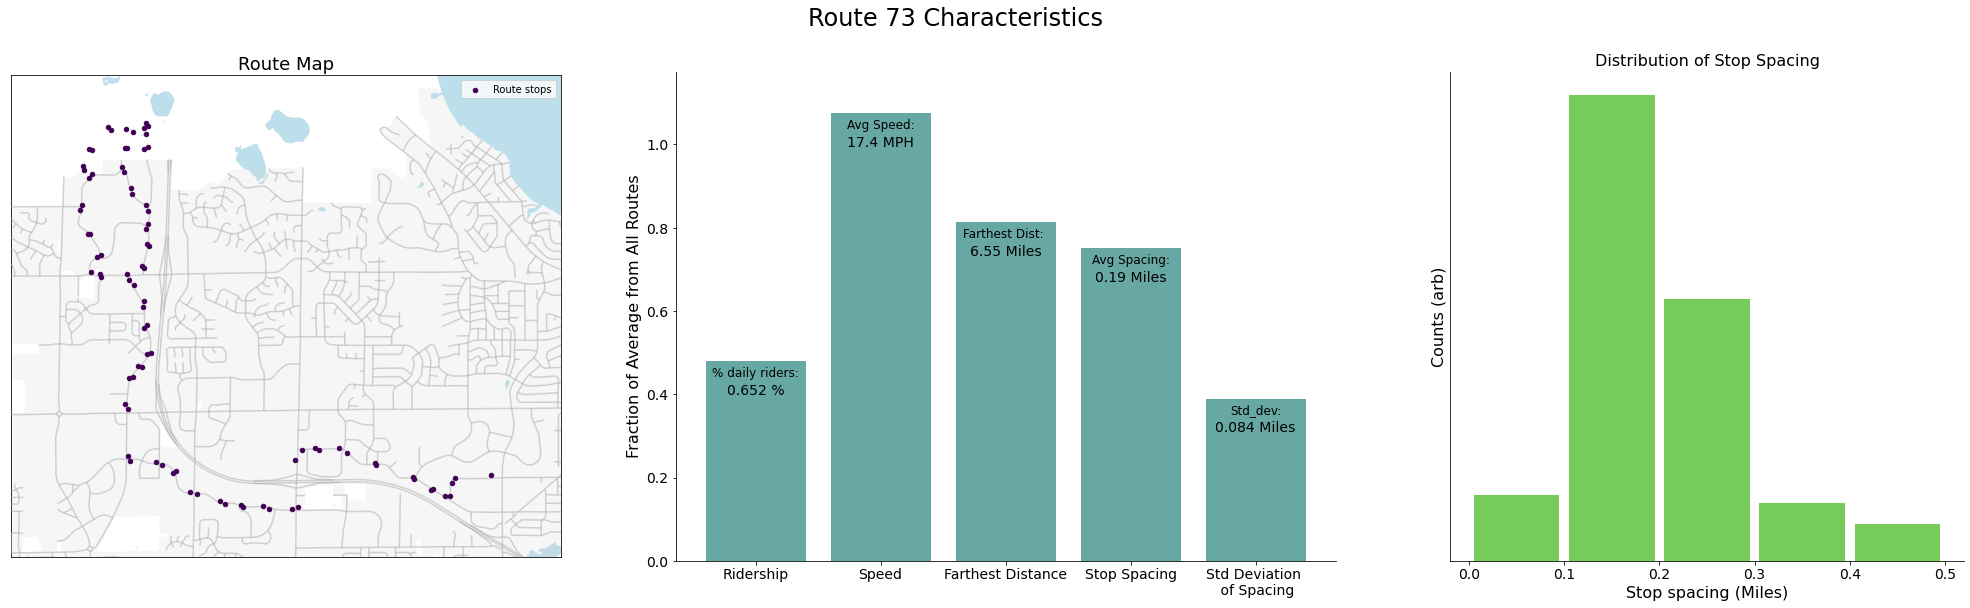 Route 73 Characteristics
Route Map
Route stops
Fraction of Average from All Routes
1.0
0.8
0.6
0.4
0.2
0.0
% daily riders:
0.652 %
Avg Speed:
17.4 MPH
Farthest Dist:
6.55 Miles
Avg Spacing:
0.19 Miles
Std_dev:
0.084 Miles
Ridership
Speed
Farthest Distance
Stop Spacing
Std Deviation
of Spacing
Distribution of Stop Spacing
Counts (arb)
0.0
0.1
0.2
0.3
0.4
0.5
Stop spacing (Miles)